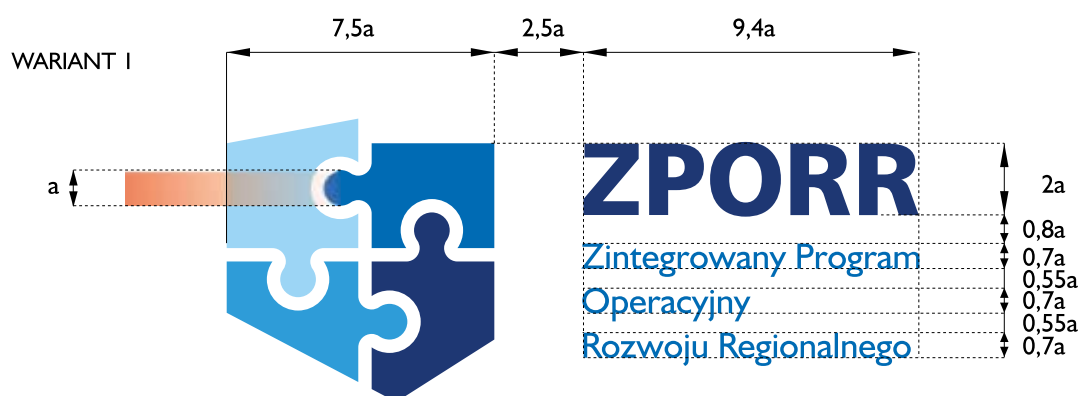 7,5a 2,5a 9,4a
WARIANT I
ZPORR
a
2a
0,8a
Zintegrowany Program
0,7a
0,55a
Operacyjny
0,7a
0,55a
Rozwoju Regionalnego
0,7a